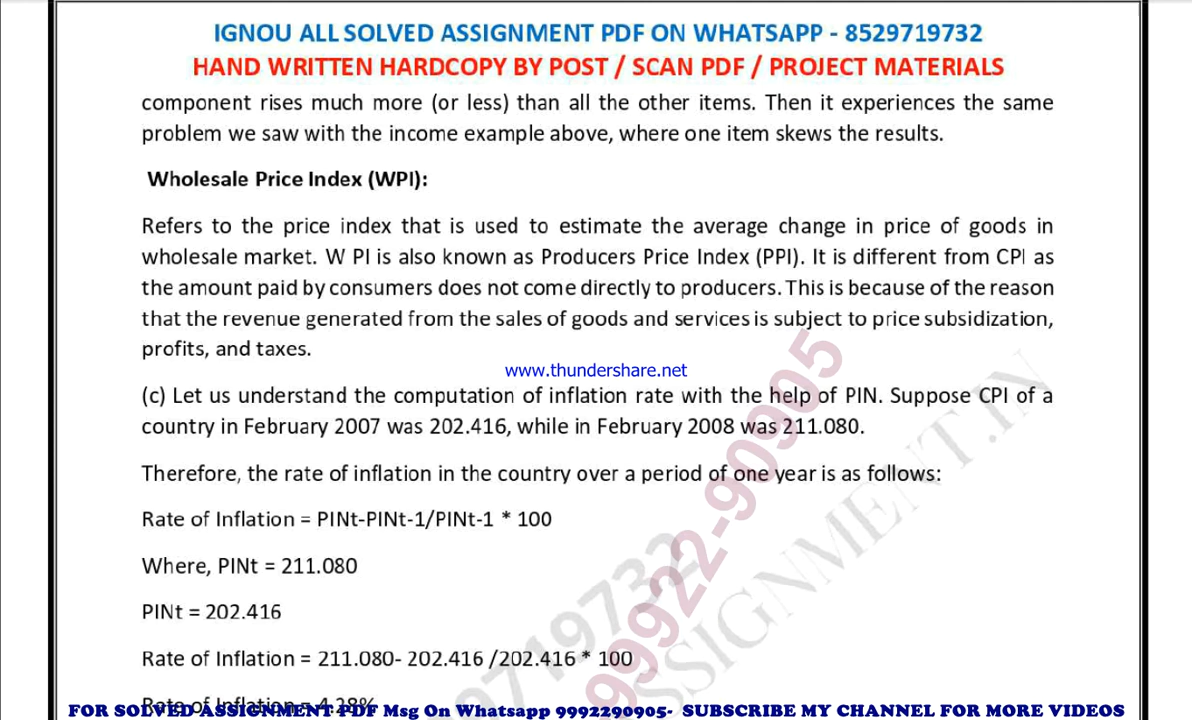 IGNOU ALL SOLVED ASSIGNMENT PDF ON WHATSAPP - 8529719732
HAND WRITTEN HARDCOPY BY POST / SCAN PDF / PROJECT MATERIALS
component rises much more (or less) than all the other items. Then it experiences the same
problem we saw with the income example above, where one item skews the results.
Wholesale Price Index (WPI):
Refers to the price index that is used to estimate the average change in price of goods in
wholesale market. W PI is also known as Producers Price Index (PPI). It is different from CPI as
the amount paid by consumers does not come directly to producers. This is because of the reason
that the revenue generated from the sales of goods and services is subject to price subsidization,
profits, and taxes.
www.thundershare.net
(c) Let us understand the computation of inflation rate with the help of PIN. Suppose CPI of a
country in February 2007 was 202.416, while in February 2008 was 211.080.
Therefore, the rate of inflation in the country over a period of one year is as follows:
Rate of Inflation = PINt-PINt-1/PINt-1 * 100
Where, PINt = 211.080
PINt = 202.416
Rate of Inflation = 211.080- 202.416 /202.416 * 100
Rate of Inflation = 4.28%
FOR SOLVED ASSIGNMENT PDF Msg On Whatsapp 9992290905- SUBSCRIBE MY CHANNEL FOR MORE VIDEOS
99922-90905
9719732
SSIGNMENT.IN